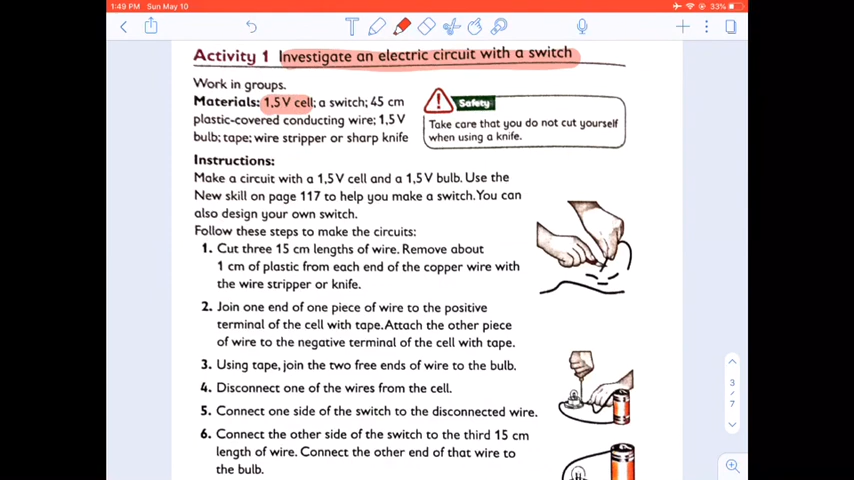 1:49 PM Sun May 10
33%
Activity 1 Investigate an electric circuit with a switch
Work in groups.
Materials: 1,5 V cell; a switch; 45 cm
plastic-covered conducting wire; 1,5 V
bulb; tape; wire stripper or sharp knife
Safety
Take care that you do not cut yourself
when using a knife.
Instructions:
Make a circuit with a 1,5 V cell and a 1,5 V bulb. Use the
New skill on page 117 to help you make a switch. You can
also design your own switch.
Follow these steps to make the circuits:
1. Cut three 15 cm lengths of wire. Remove about
1 cm of plastic from each end of the copper wire with
the wire stripper or knife.
2. Join one end of one piece of wire to the positive
terminal of the cell with tape. Attach the other piece
of wire to the negative terminal of the cell with tape.
3. Using tape, join the two free ends of wire to the bulb.
4. Disconnect one of the wires from the cell.
5. Connect one side of the switch to the disconnected wire.
6. Connect the other side of the switch to the third 15 cm
length of wire. Connect the other end of that wire to
the bulb.
3
/
7